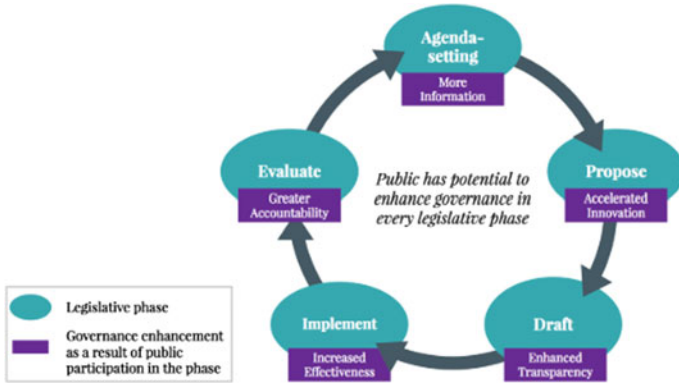 Agenda-
setting
More
Information
Propose
Accelerated
Innovation
Draft
Enhanced
Transparency
Implement
Increased
Effectiveness
Evaluate
Greater
Accountability
Public has potential to
enhance governance in
every legislative phase
Legislative phase
Governance enhancement
as a result of public
participation in the phase